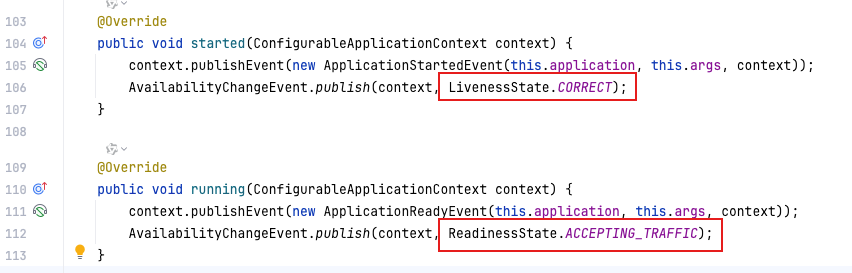 103 @Override
104 public void started(ConfigurableApplicationContext context) {
105 context.publishEvent(new ApplicationStartedEvent(this.application, this.args, context));
106 AvailabilityChangeEvent.publish(context, LivenessState.CORRECT);
107 }
108
109 @Override
110 public void running(ConfigurableApplicationContext context) {
111 context.publishEvent(new ApplicationReadyEvent(this.application, this.args, context));
112 AvailabilityChangeEvent.publish(context, ReadinessState.ACCEPTING_TRAFFIC);
113 }